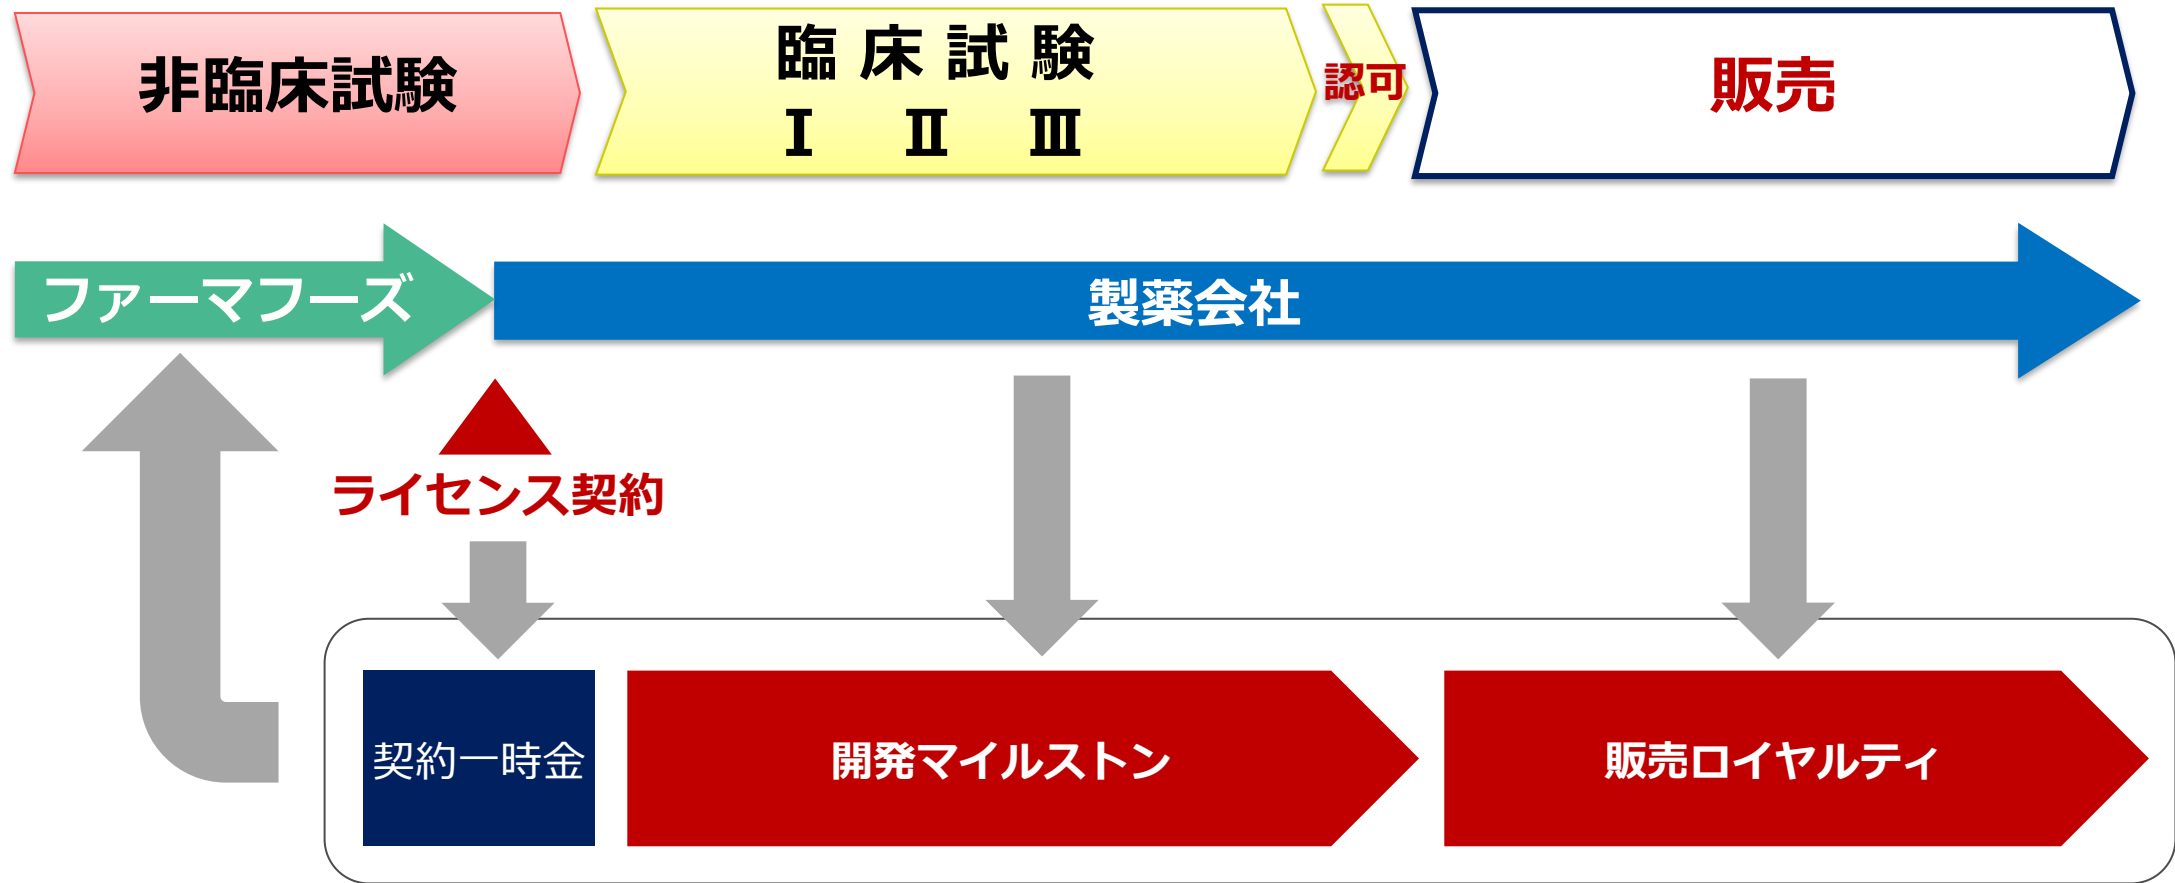 非臨床試験
臨 床 試 験
Ⅰ Ⅱ Ⅲ
認可
販売
ファーマフーズ
製薬会社
ライセンス契約
契約一時金
開発マイルストン
販売ロイヤルティ